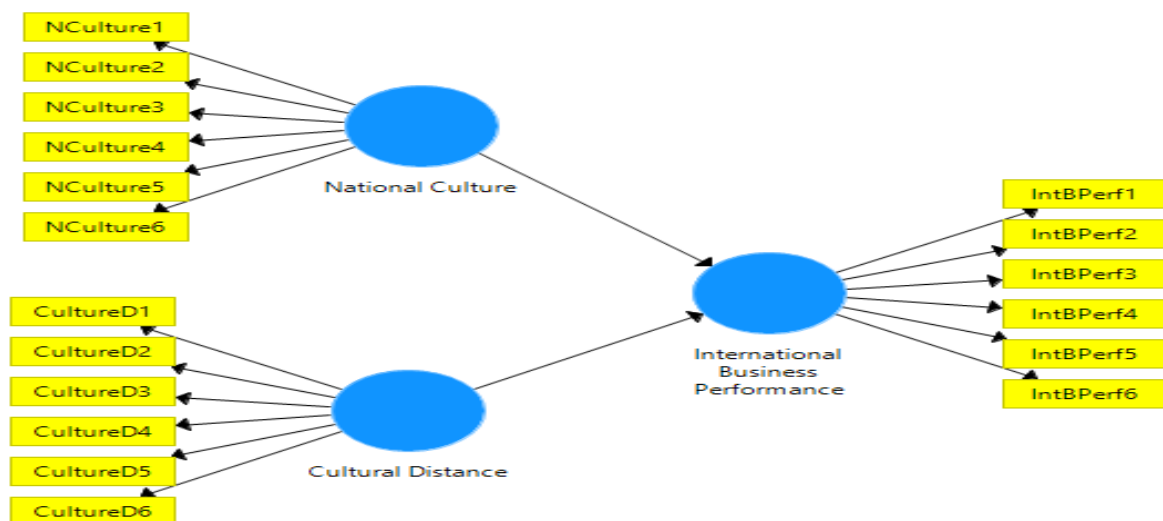 NCulture1
NCulture2
NCulture3
NCulture4
NCulture5
NCulture6
National Culture
CultureD1
CultureD2
CultureD3
CultureD4
CultureD5
CultureD6
Cultural Distance
International
Business
Performance
IntBPerf1
IntBPerf2
IntBPerf3
IntBPerf4
IntBPerf5
IntBPerf6